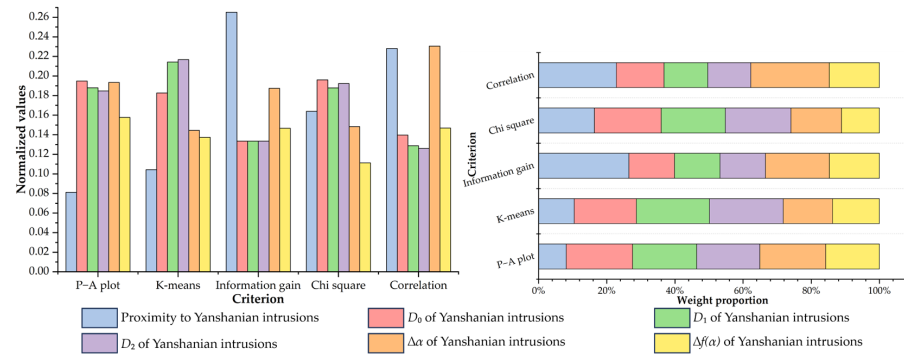 0.26
0.24
0.22
0.20
0.18
0.16
0.14
0.12
0.10
0.08
0.06
0.04
0.02
0.00
Normalized values
P−A plot K-means Information gain Chi square Correlation
Criterion
Criterion
Correlation
Chi square
Information gain
K-means
P−A plot
0% 20% 40% 60% 80% 100%
Weight proportion
Proximity to Yanshanian intrusions D₀ of Yanshanian intrusions D₁ of Yanshanian intrusions
D₂ of Yanshanian intrusions Δα of Yanshanian intrusions Δf(α) of Yanshanian intrusions